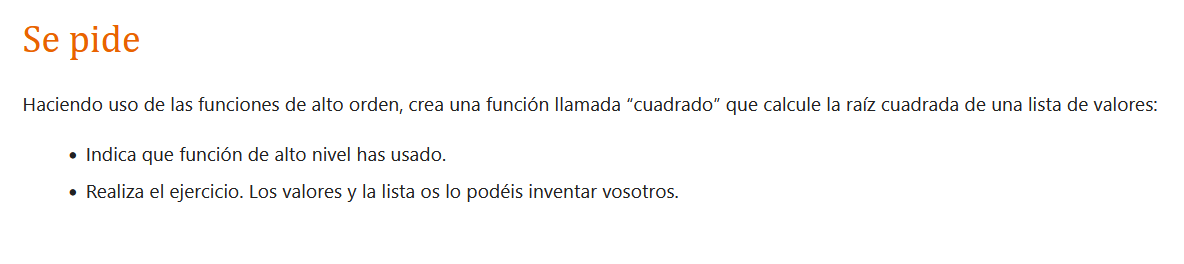 Se pide
Haciendo uso de las funciones de alto orden, crea una función llamada “cuadrado” que calcule la raíz cuadrada de una lista de valores:
• Indica que función de alto nivel has usado.
• Realiza el ejercicio. Los valores y la lista os lo podéis inventar vosotros.